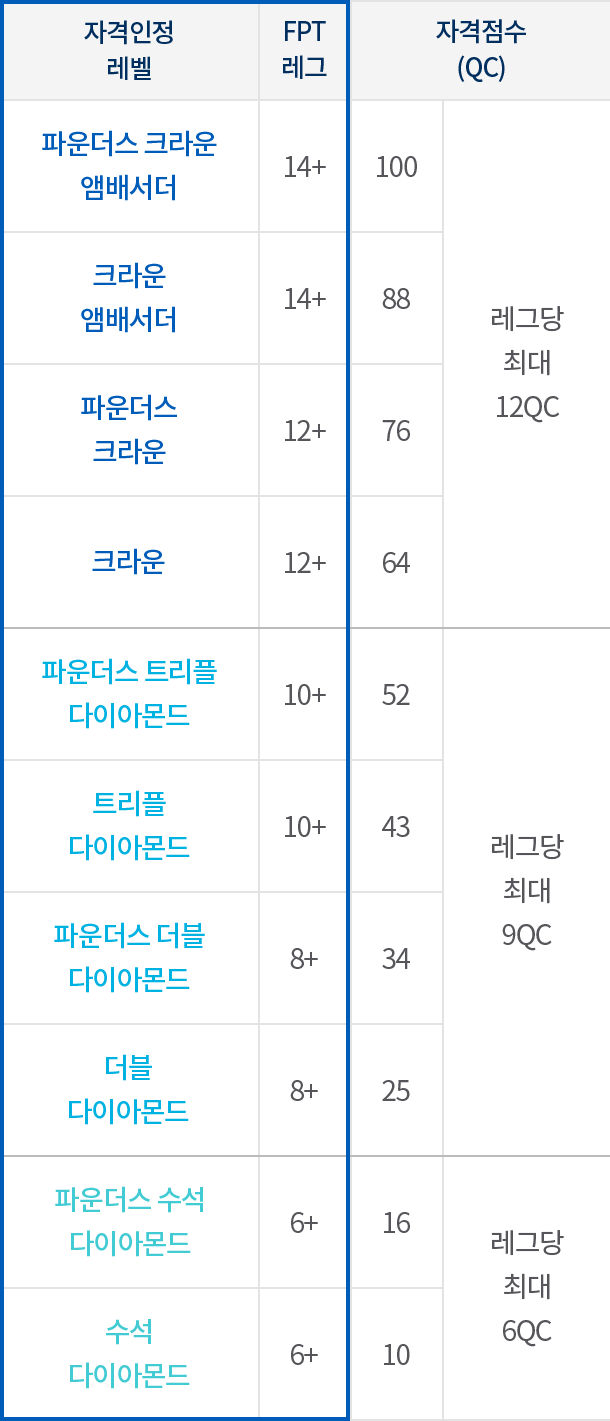 자격인정
레벨
FPT
레그
자격점수
(QC)
파운더스 크라운
앰배서더
14+
100
크라운
앰배서더
14+
88
파운더스
크라운
12+
76
크라운
12+
64
레그당
최대
12QC
파운더스 트리플
다이아몬드
10+
52
트리플
다이아몬드
10+
43
파운더스 더블
다이아몬드
8+
34
더블
다이아몬드
8+
25
레그당
최대
9QC
파운더스 수석
다이아몬드
6+
16
수석
다이아몬드
6+
10
레그당
최대
6QC